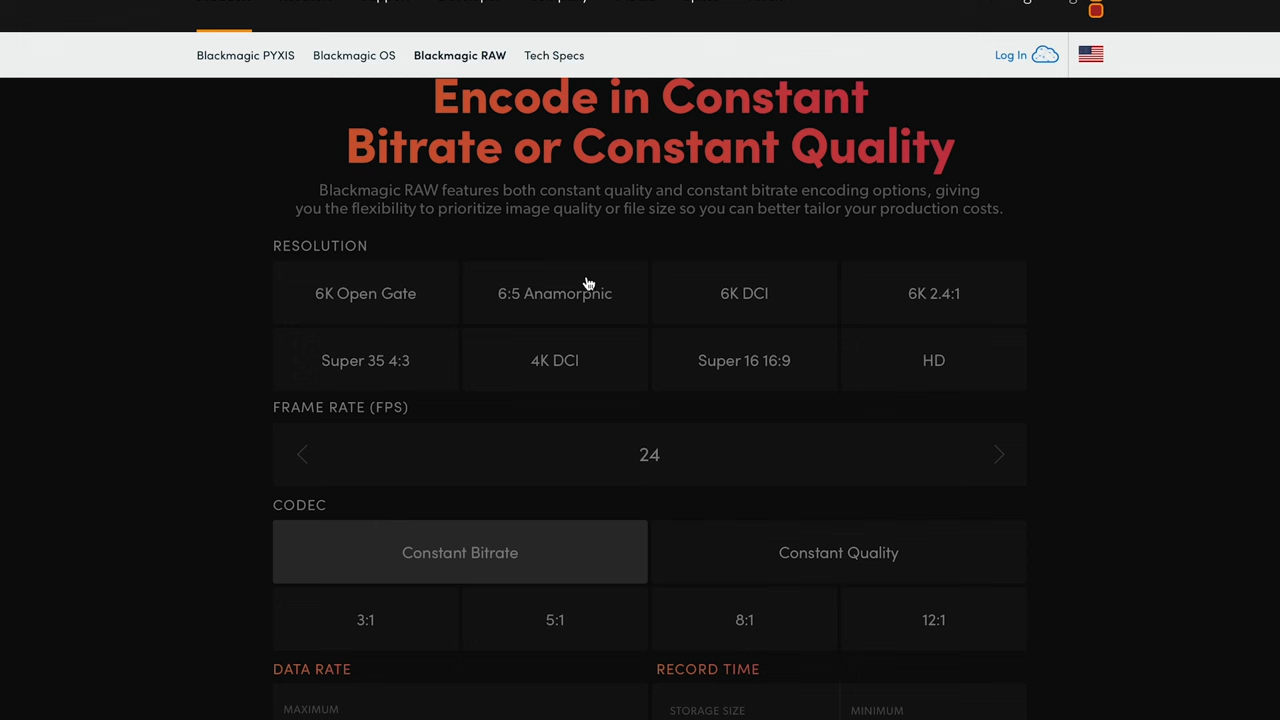 Blackmagic PYXIS Blackmagic OS Blackmagic RAW Tech Specs Log In
Encode in Constant
Bitrate or Constant Quality
Blackmagic RAW features both constant quality and constant bitrate encoding options, giving
you the flexibility to prioritize image quality or file size so you can better tailor your production costs.
RESOLUTION
6K Open Gate 6:5 Anamorphic 6K DCI 6K 2.4:1
Super 35 4:3 4K DCI Super 16 16:9 HD
FRAME RATE (FPS)
24
CODEC
Constant Bitrate Constant Quality
3:1 5:1 8:1 12:1
DATA RATE RECORD TIME
MAXIMUM STORAGE SIZE MINIMUM